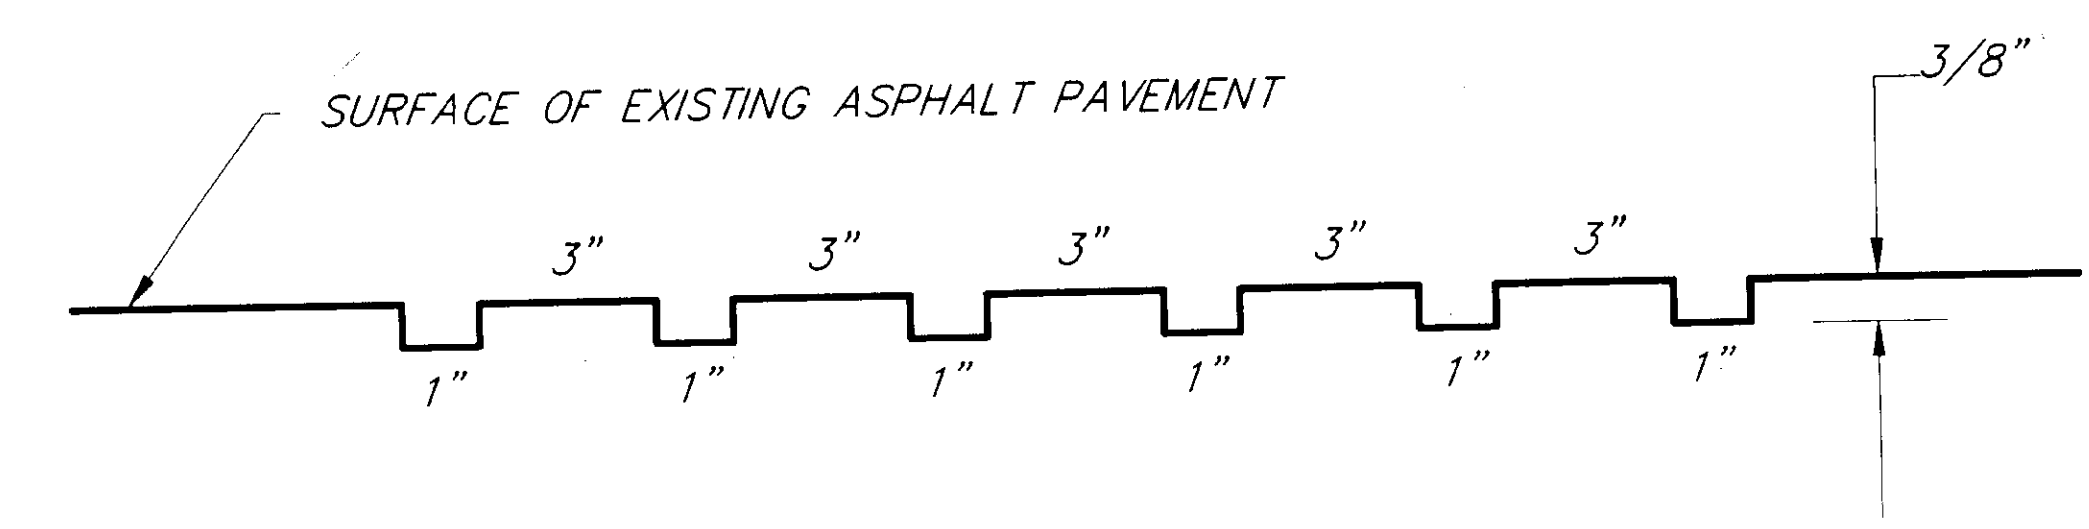 3/8"
SURFACE OF EXISTING ASPHALT PAVEMENT
3" 3" 3" 3" 3"
1" 1" 1" 1" 1" 1"